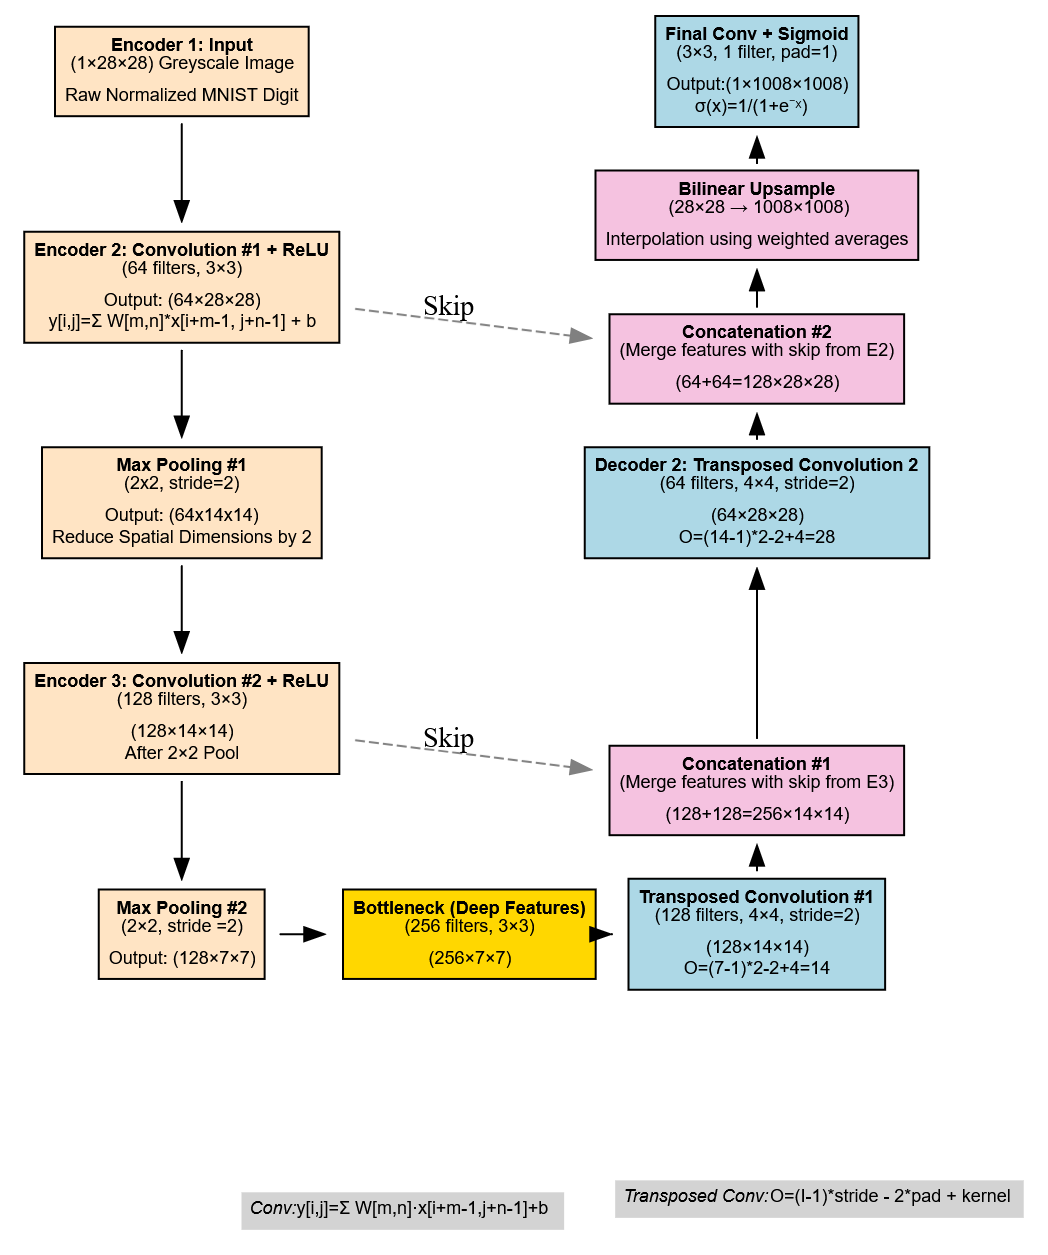 Encoder 1: Input
(1×28×28) Greyscale Image
Raw Normalized MNIST Digit
Encoder 2: Convolution #1 + ReLU
(64 filters, 3×3)
Output: (64×28×28)
y[i,j]=Σ W[m,n]*x[i+m-1, j+n-1] + b
Max Pooling #1
(2x2, stride=2)
Output: (64x14x14)
Reduce Spatial Dimensions by 2
Encoder 3: Convolution #2 + ReLU
(128 filters, 3×3)
(128×14×14)
After 2×2 Pool
Max Pooling #2
(2×2, stride =2)
Output: (128×7×7)
Bottleneck (Deep Features)
(256 filters, 3×3)
(256×7×7)
Transposed Convolution #1
(128 filters, 4×4, stride=2)
(128×14×14)
O=(7-1)*2-2+4=14
Skip
Concatenation #1
(Merge features with skip from E3)
(128+128=256×14×14)
Decoder 2: Transposed Convolution 2
(64 filters, 4×4, stride=2)
(64×28×28)
O=(14-1)*2-2+4=28
Skip
Concatenation #2
(Merge features with skip from E2)
(64+64=128×28×28)
Bilinear Upsample
(28×28 → 1008×1008)
Interpolation using weighted averages
Final Conv + Sigmoid
(3×3, 1 filter, pad=1)
Output:(1×1008×1008)
σ(x)=1/(1+e⁻ˣ)
Conv:y[i,j]=Σ W[m,n]·x[i+m-1,j+n-1]+b
Transposed Conv:O=(I-1)*stride - 2*pad + kernel